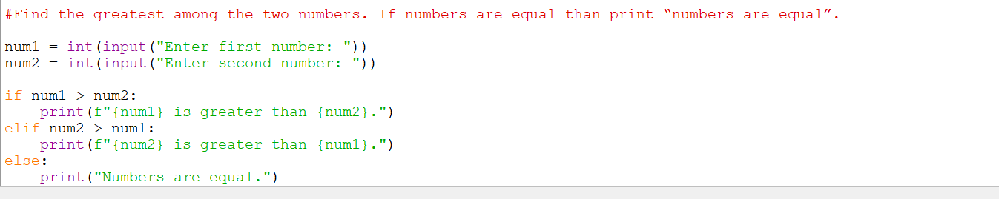 #Find the greatest among the two numbers. If numbers are equal than print “numbers are equal”.
num1 = int(input("Enter first number: "))
num2 = int(input("Enter second number: "))
if num1 > num2:
    print(f"{num1} is greater than {num2}.")
elif num2 > num1:
    print(f"{num2} is greater than {num1}.")
else:
    print("Numbers are equal.")